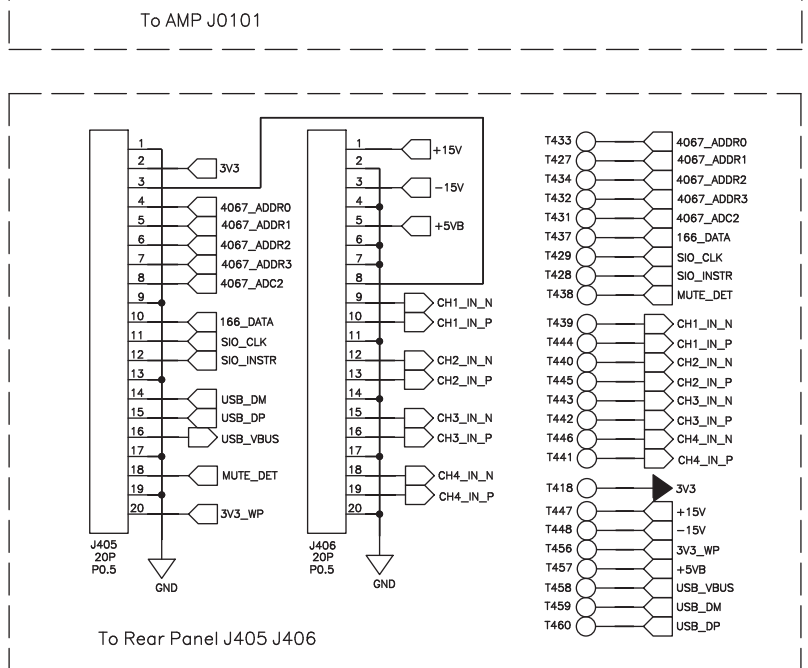 To AMP J0101
1
2 3V3
3
4 4067_ADDR0
5 4067_ADDR1
6 4067_ADDR2
7 4067_ADDR3
8 4067_ADC2
9
10 166_DATA
11 SIO_CLK
12 SIO_INSTR
13
14 USB_DM
15 USB_DP
16 USB_VBUS
17
18 MUTE_DET
19
20 3V3_WP
J405
20P
P0.5
GND
1 +15V
2
3 -15V
4
5 +5VB
6
7
8
9 CH1_IN_N
10 CH1_IN_P
11
12 CH2_IN_N
13 CH2_IN_P
14
15 CH3_IN_N
16 CH3_IN_P
17
18 CH4_IN_N
19 CH4_IN_P
20
J406
20P
P0.5
GND
T433 4067_ADDR0
T427 4067_ADDR1
T434 4067_ADDR2
T432 4067_ADDR3
T431 4067_ADC2
T437 166_DATA
T429 SIO_CLK
T428 SIO_INSTR
T438 MUTE_DET
T439 CH1_IN_N
T444 CH1_IN_P
T440 CH2_IN_N
T445 CH2_IN_P
T443 CH3_IN_N
T442 CH3_IN_P
T446 CH4_IN_N
T441 CH4_IN_P
T418 3V3
T447 +15V
T448 -15V
T456 3V3_WP
T457 +5VB
T458 USB_VBUS
T459 USB_DM
T460 USB_DP
To Rear Panel J405 J406